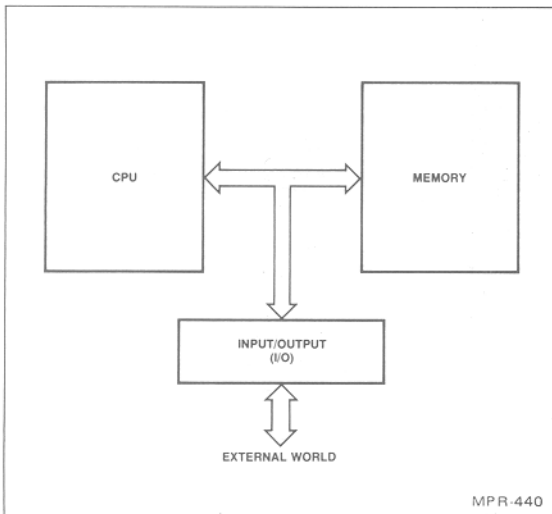 CPU
MEMORY
INPUT/OUTPUT
(I/O)
EXTERNAL WORLD
MPR-440